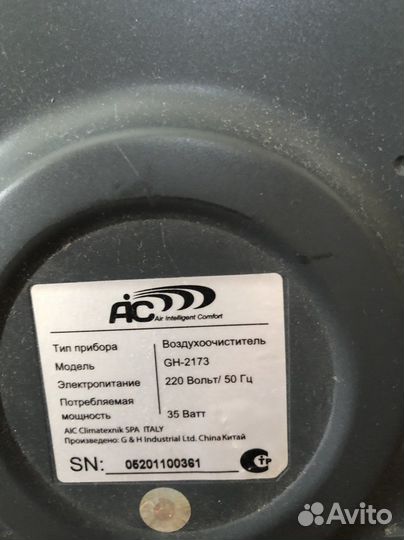 AIC
Air Intelligent Comfort
Тип прибора Воздухоочиститель
Модель GH-2173
Электропитание 220 Вольт/ 50 Гц
Потребляемая
мощность 35 Ватт
AIC Climatexnik SPA ITALY
Произведено: G & H Industrial Ltd. China Китай
SN: 05201100361
Avito